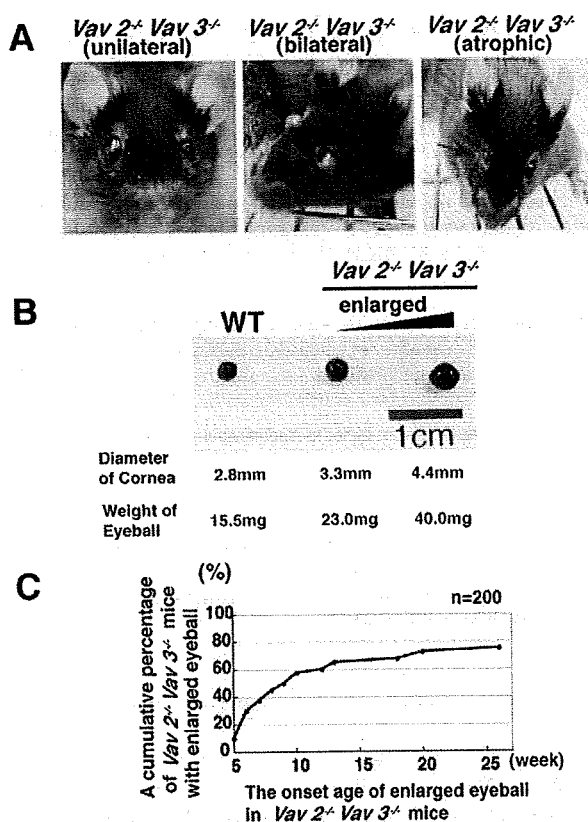 A
Vav 2-/- Vav 3-/- Vav 2-/- Vav 3-/- Vav 2-/- Vav 3-/-
(unilateral) (bilateral) (atrophic)
Vav 2-/- Vav 3-/-
B
WT enlarged
1cm
Diameter of Cornea 2.8mm 3.3mm 4.4mm
Weight of Eyeball 15.5mg 23.0mg 40.0mg
C
(%)
n=200
A cumulative percentage
of Vav 2-/- Vav 3-/- mice
with enlarged eyeball
100
80
60
40
20
0
5 10 15 20 25 (week)
The onset age of enlarged eyeball
in Vav 2-/- Vav 3-/- mice